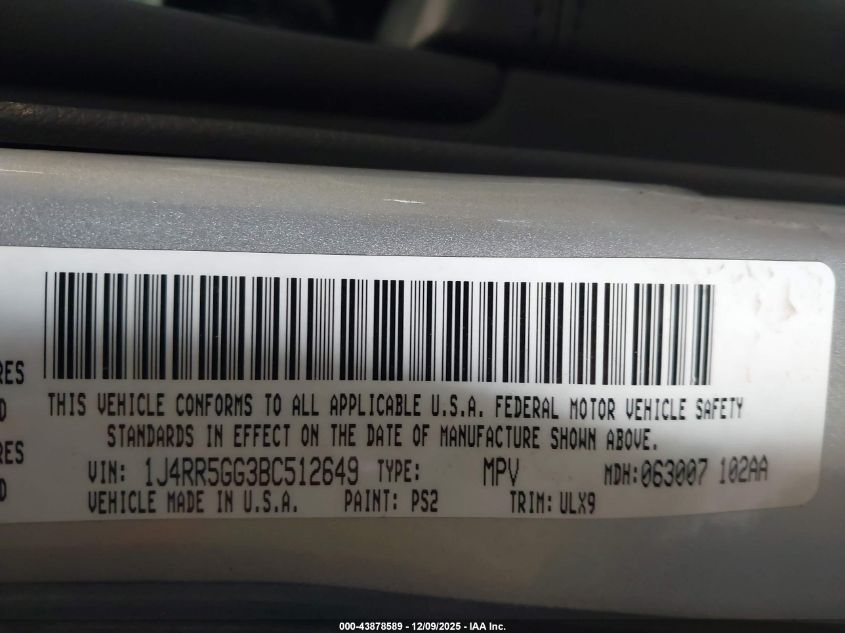 RES
D
RES
D
THIS VEHICLE CONFORMS TO ALL APPLICABLE U.S.A. FEDERAL MOTOR VEHICLE SAFETY
STANDARDS IN EFFECT ON THE DATE OF MANUFACTURE SHOWN ABOVE.
VIN: 1J4RR5GG3BC512649 TYPE: MPV MDH:063007 102AA
VEHICLE MADE IN U.S.A. PAINT: PS2 TRIM: ULX9
000-43878589 - 12/09/2025 - IAA Inc.